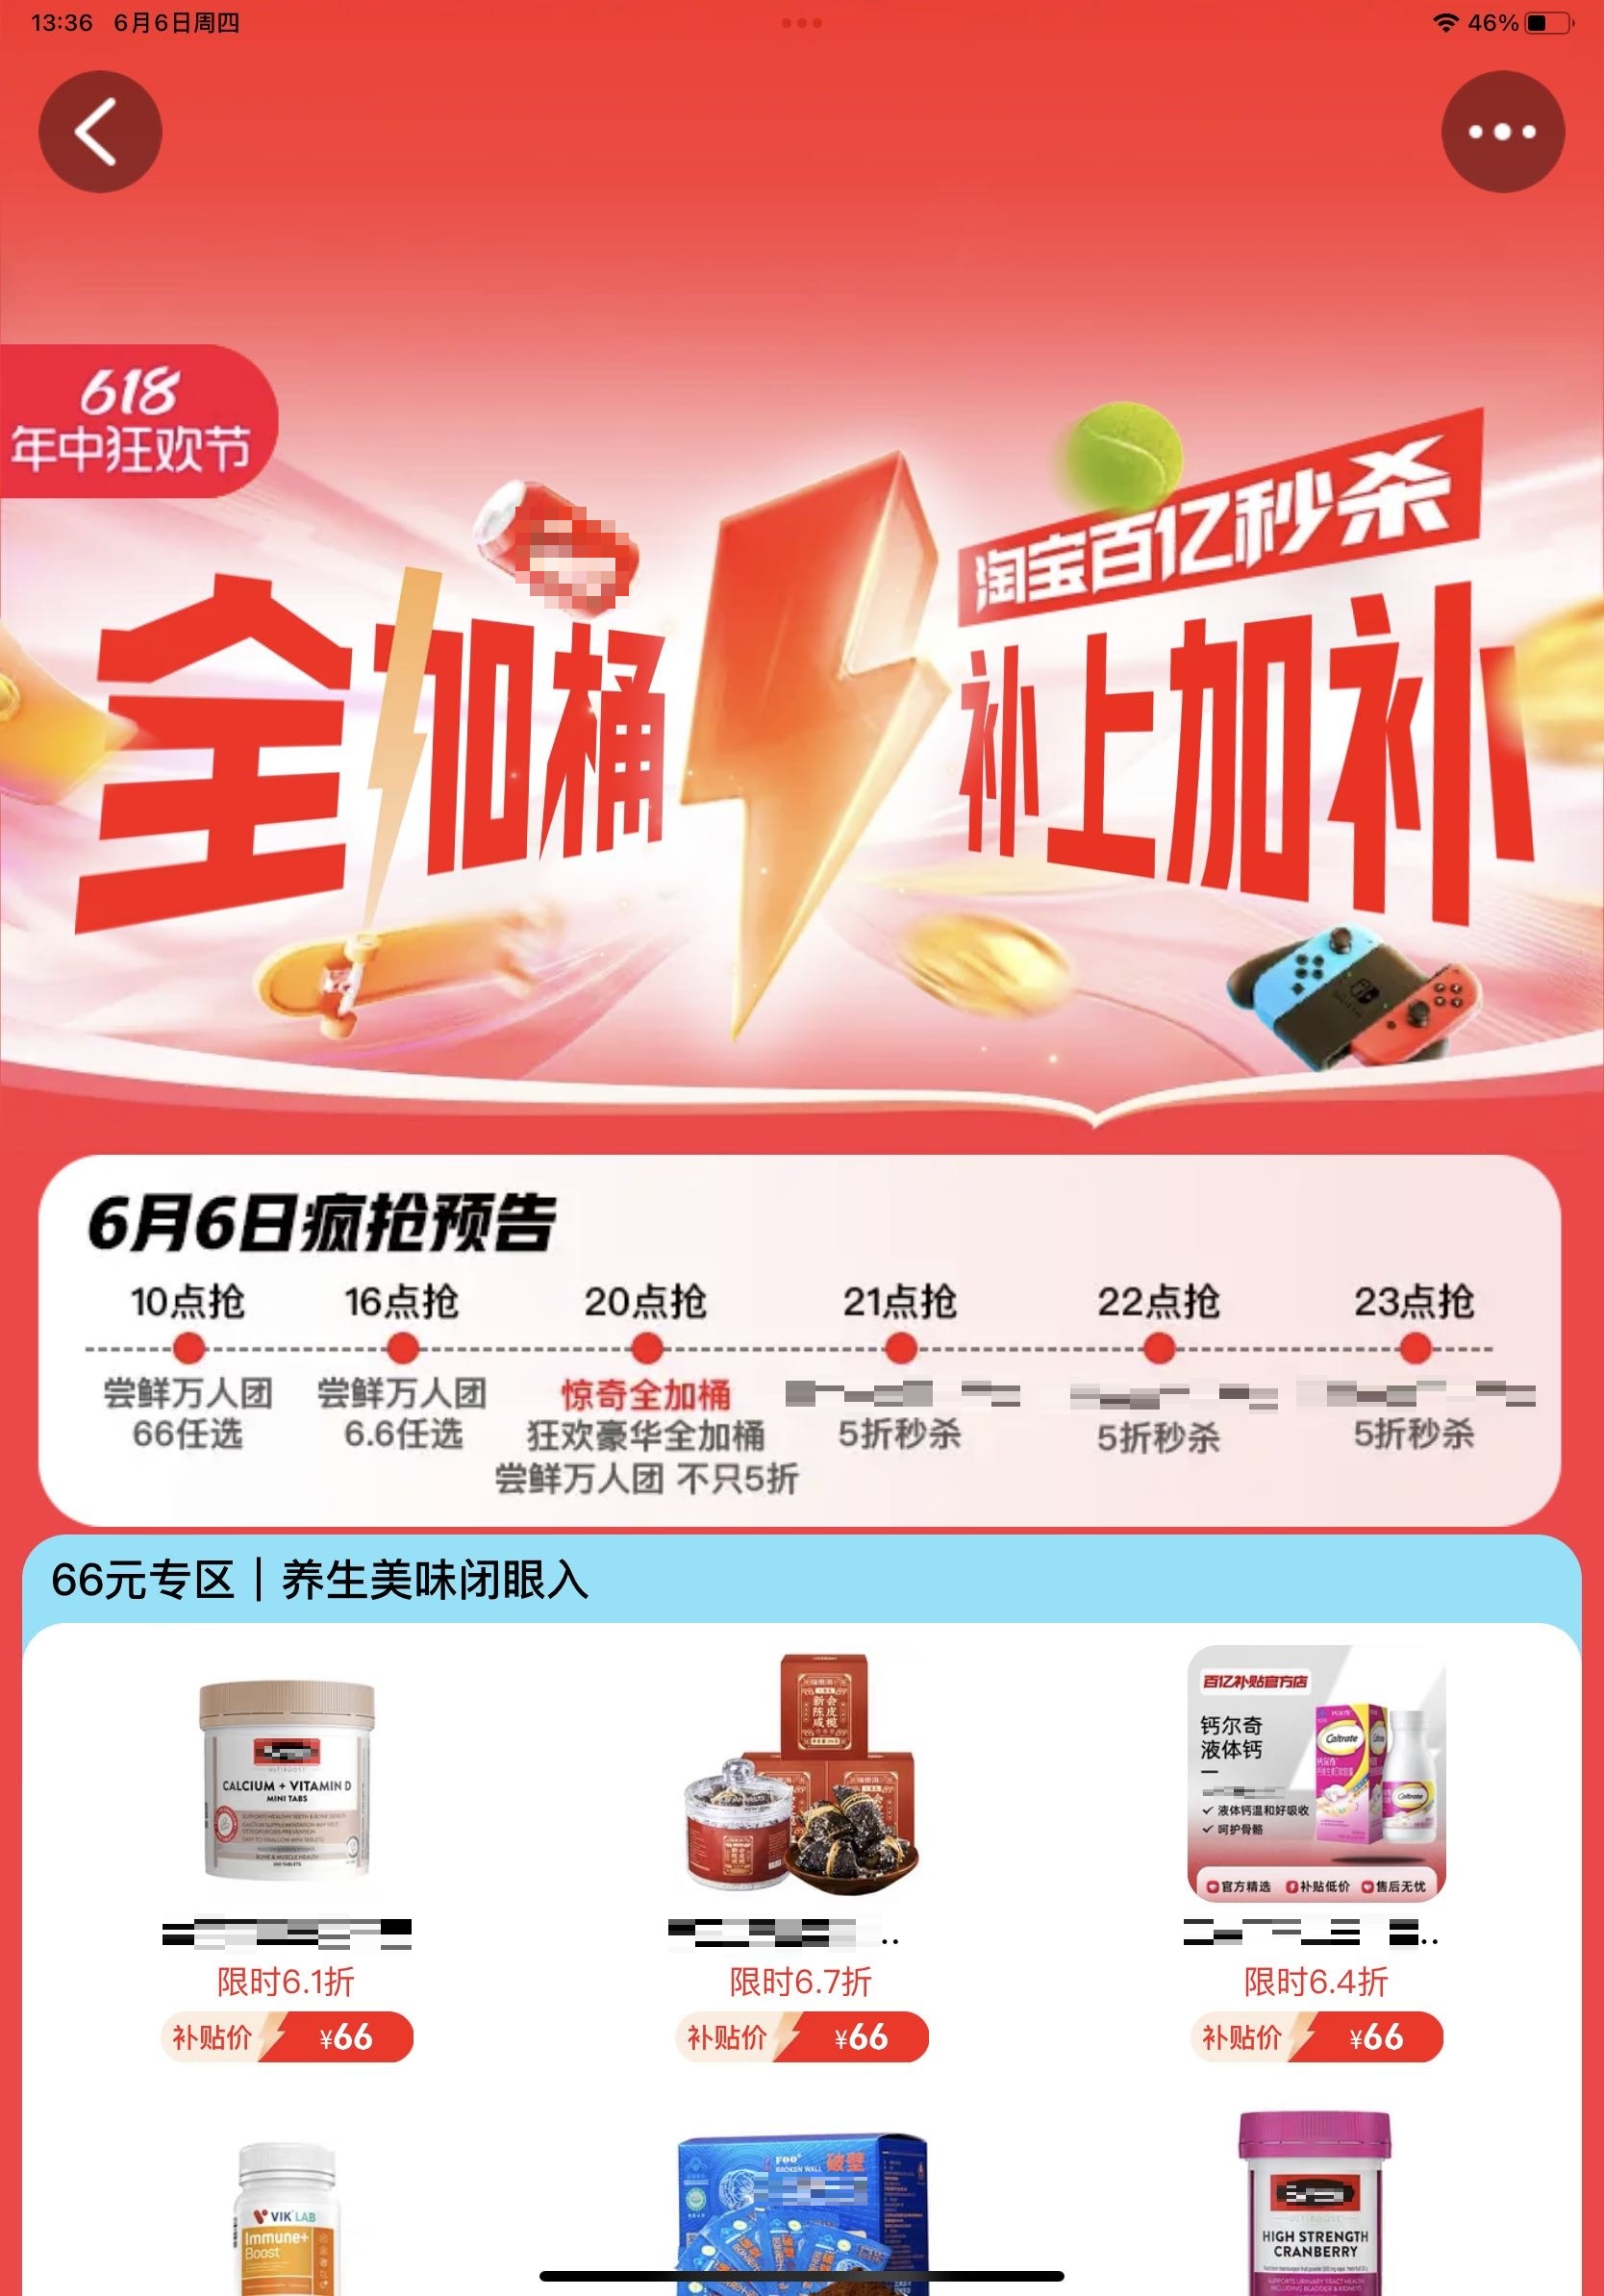 13:36 6月6日周四
46%
618
年中狂欢节
淘宝百亿秒杀
全加桶
补上加补
6月6日疯抢预告
10点抢 16点抢 20点抢 21点抢 22点抢 23点抢
尝鲜万人团 尝鲜万人团 惊奇全加桶
66任选 6.6任选 狂欢豪华全加桶 5折秒杀 5折秒杀 5折秒杀
尝鲜万人团 不只5折
66元专区｜养生美味闭眼入
CALCIUM + VITAMIN D
MINI TABS
新会
陈皮
咸榄
百亿补贴官方店
钙尔奇
液体钙
Caltrate
Caltrate
液体钙温和好吸收
呵护骨骼
官方精选 补贴低价 售后无忧
限时6.1折 限时6.7折 限时6.4折
补贴价 ¥66 补贴价 ¥66 补贴价 ¥66
VIK LAB
Immune+
Boost
BROKEN WALL 破壁
HIGH STRENGTH
CRANBERRY